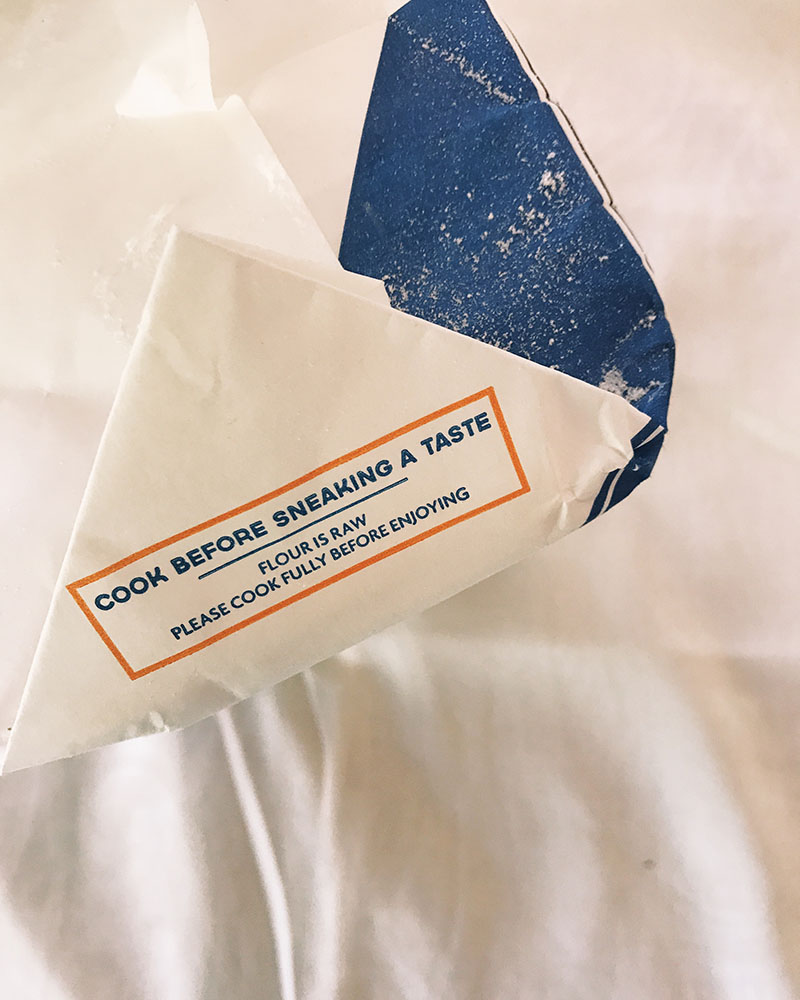 COOK BEFORE SNEAKING A TASTE
FLOUR IS RAW
PLEASE COOK FULLY BEFORE ENJOYING